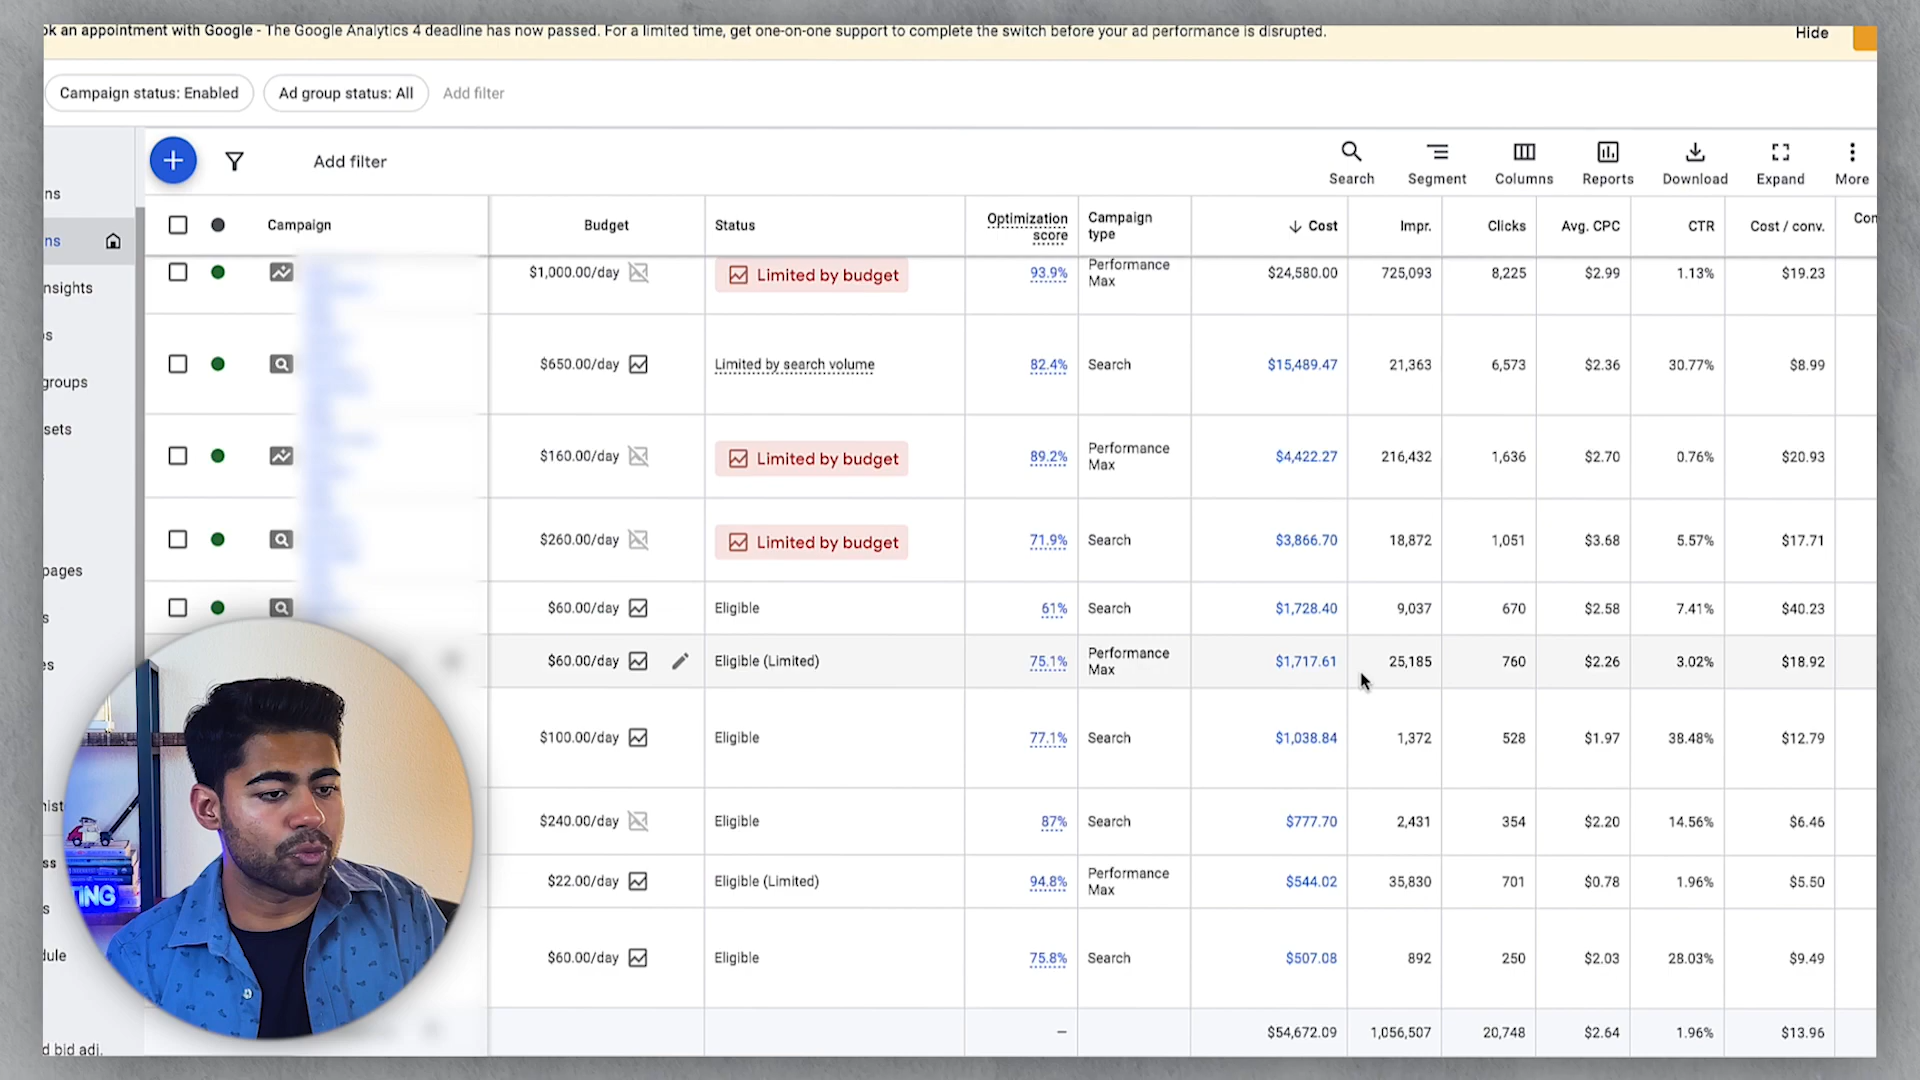 ok an appointment with Google - The Google Analytics 4 deadline has now passed. For a limited time, get one-on-one support to complete the switch before your ad performance is disrupted.
Hide
Campaign status: Enabled
Ad group status: All
Add filter
Add filter
Search
Segment
Columns
Reports
Download
Expand
More
ns
ns
nsights
s
groups
sets
pages
s
es
hist
ss
s
dule
d bid adj.
Campaign Budget Status Optimization score Campaign type Cost Impr. Clicks Avg. CPC CTR Cost / conv. Con
$1,000.00/day Limited by budget 93.9% Performance Max $24,580.00 725,093 8,225 $2.99 1.13% $19.23
$650.00/day Limited by search volume 82.4% Search $15,489.47 21,363 6,573 $2.36 30.77% $8.99
$160.00/day Limited by budget 89.2% Performance Max $4,422.27 216,432 1,636 $2.70 0.76% $20.93
$260.00/day Limited by budget 71.9% Search $3,866.70 18,872 1,051 $3.68 5.57% $17.71
$60.00/day Eligible 61% Search $1,728.40 9,037 670 $2.58 7.41% $40.23
$60.00/day Eligible (Limited) 75.1% Performance Max $1,717.61 25,185 760 $2.26 3.02% $18.92
$100.00/day Eligible 77.1% Search $1,038.84 1,372 528 $1.97 38.48% $12.79
$240.00/day Eligible 87% Search $777.70 2,431 354 $2.20 14.56% $6.46
$22.00/day Eligible (Limited) 94.8% Performance Max $544.02 35,830 701 $0.78 1.96% $5.50
$60.00/day Eligible 75.8% Search $507.08 892 250 $2.03 28.03% $9.49
– $54,672.09 1,056,507 20,748 $2.64 1.96% $13.96
TING